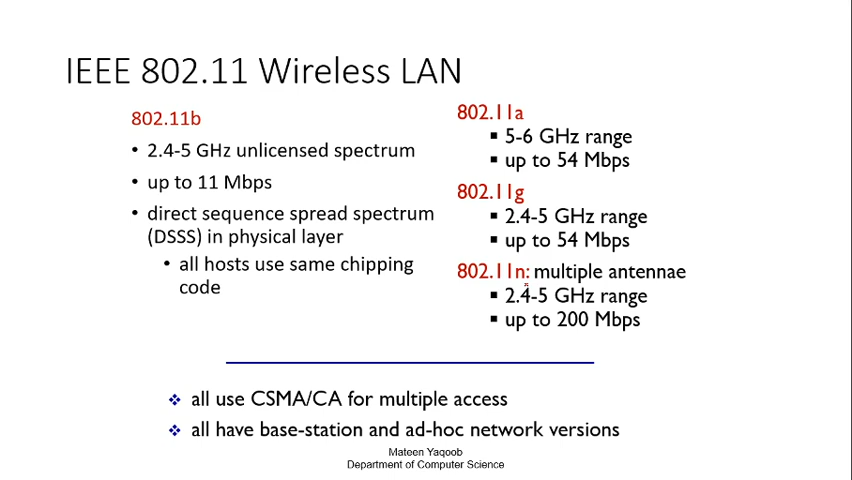 IEEE 802.11 Wireless LAN
802.11b
• 2.4-5 GHz unlicensed spectrum
• up to 11 Mbps
• direct sequence spread spectrum
(DSSS) in physical layer
• all hosts use same chipping
code
802.11a
▪ 5-6 GHz range
▪ up to 54 Mbps
802.11g
▪ 2.4-5 GHz range
▪ up to 54 Mbps
802.11n: multiple antennae
▪ 2.4-5 GHz range
▪ up to 200 Mbps
❖ all use CSMA/CA for multiple access
❖ all have base-station and ad-hoc network versions
Mateen Yaqoob
Department of Computer Science